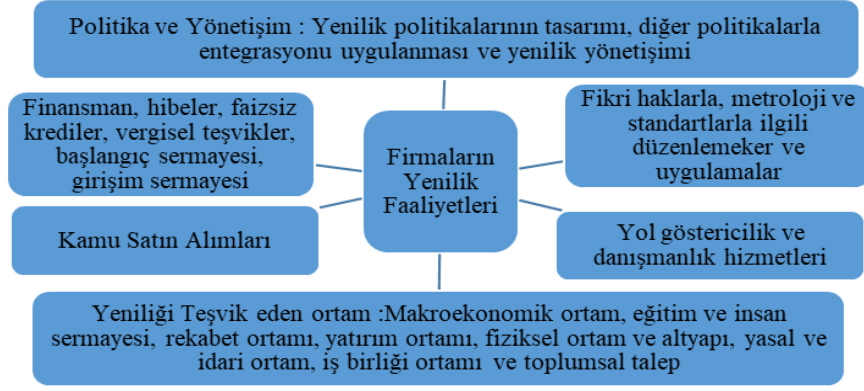 Politika ve Yönetişim : Yenilik politikalarının tasarımı, diğer politikalarla
entegrasyonu uygulanması ve yenilik yönetişimi
Finansman, hibeler, faizsiz
krediler, vergisel teşvikler,
başlangıç sermayesi,
girişim sermayesi
Fikri haklarla, metroloji ve
standartlarla ilgili
düzenlemeker ve
uygulamalar
Firmaların
Yenilik
Faaliyetleri
Kamu Satın Alımları
Yol göstericilik ve
danışmanlık hizmetleri
Yeniliği Teşvik eden ortam :Makroekonomik ortam, eğitim ve insan
sermayesi, rekabet ortamı, yatırım ortamı, fiziksel ortam ve altyapı, yasal ve
idari ortam, iş birliği ortamı ve toplumsal talep